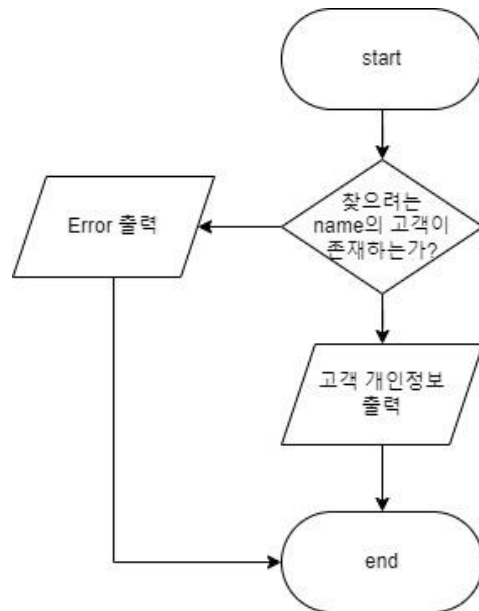 start
찾으려는
name의 고객이
존재하는가?
Error 출력
고객 개인정보
출력
end